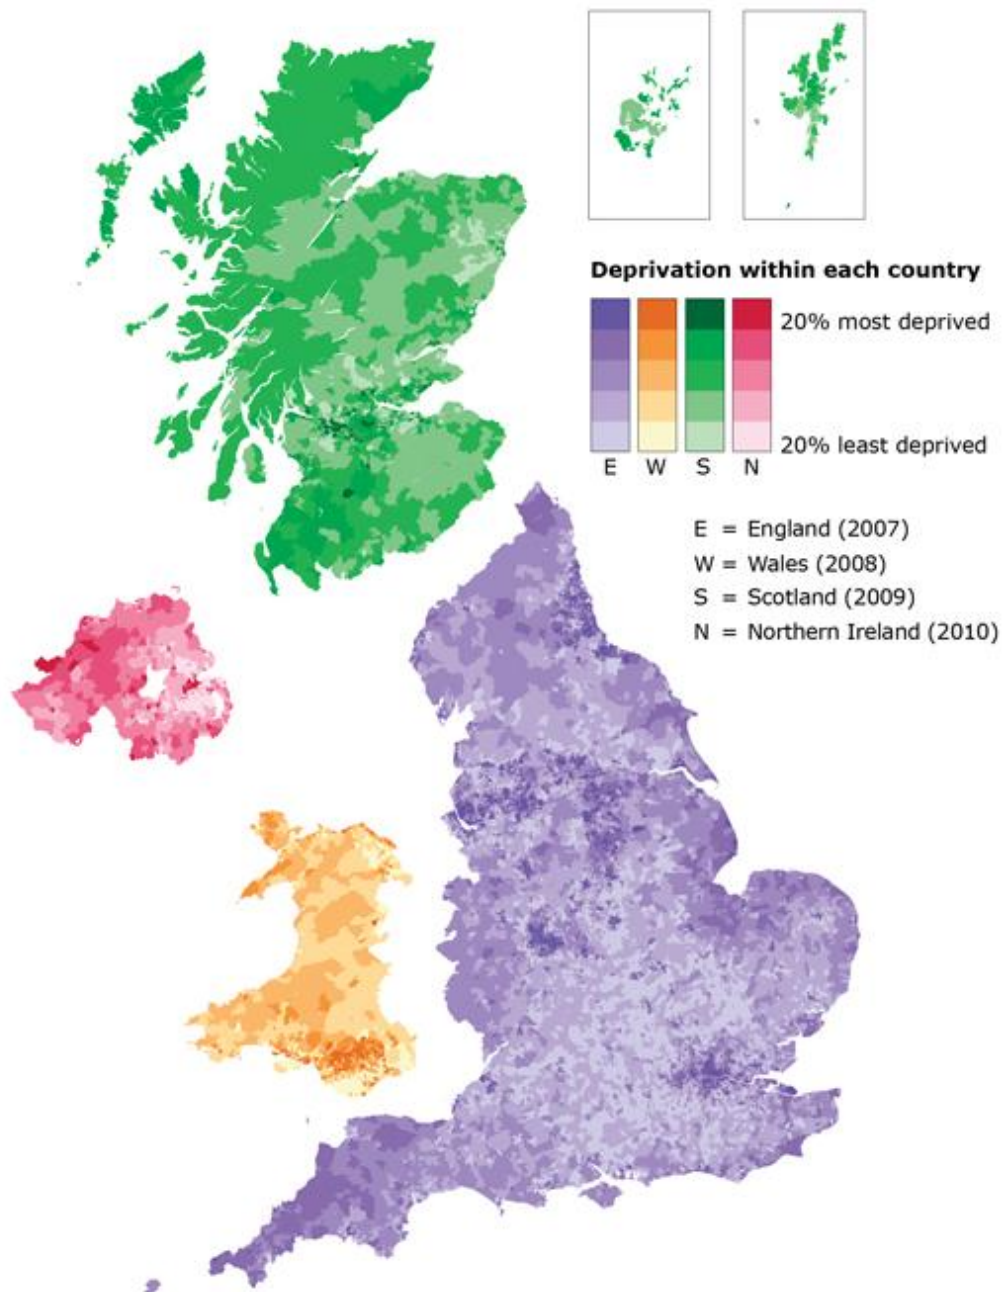 Deprivation within each country
20% most deprived
20% least deprived
E W S N
E = England (2007)
W = Wales (2008)
S = Scotland (2009)
N = Northern Ireland (2010)